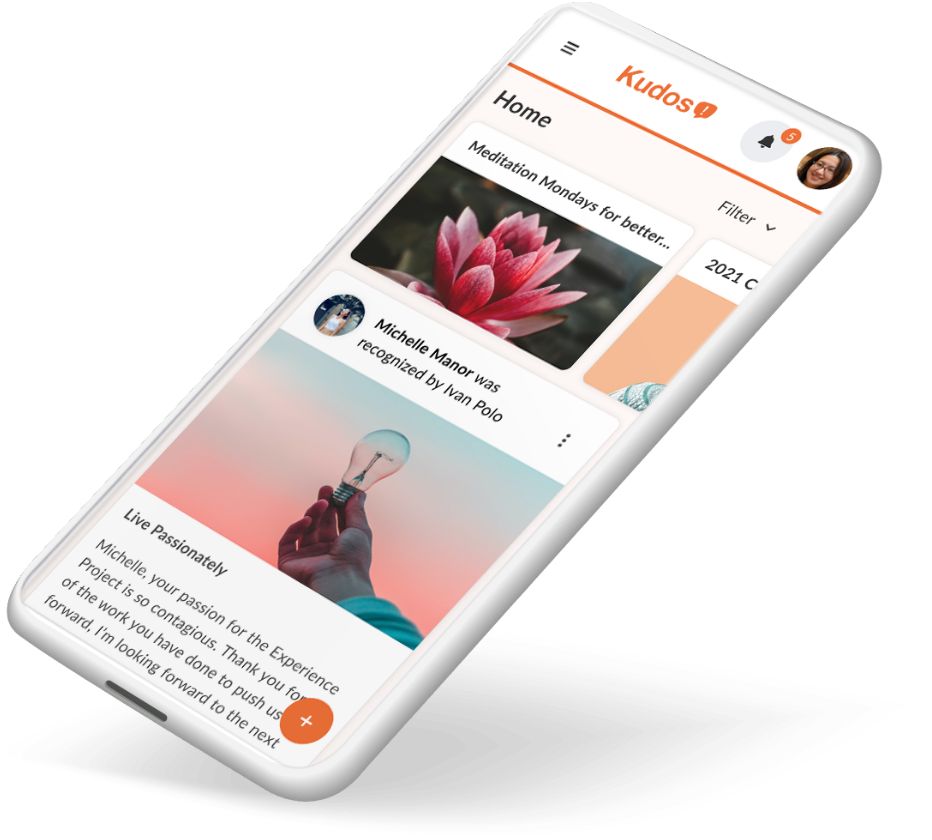 Kudos!
5
Home
Filter
Meditation Mondays for better...
2021 C
Michelle Manor was
recognized by Ivan Polo
Live Passionately
Michelle, your passion for the Experience
Project is so contagious. Thank you for
of the work you have done to push us
forward, I'm looking forward to the next
+